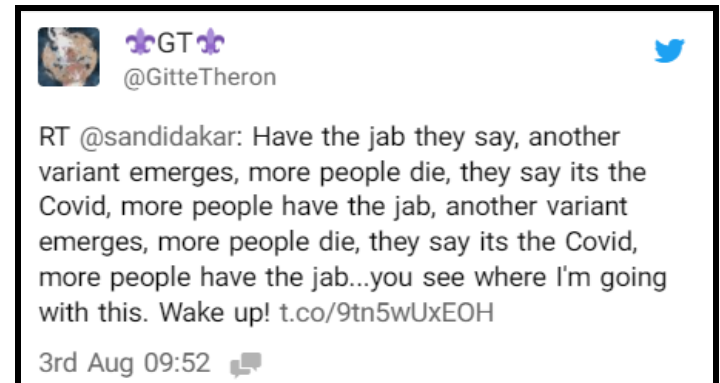 ⚜GT⚜
@GitteTheron
RT @sandidakar: Have the jab they say, another
variant emerges, more people die, they say its the
Covid, more people have the jab, another variant
emerges, more people die, they say its the Covid,
more people have the jab...you see where I'm going
with this. Wake up! t.co/9tn5wUxEOH
3rd Aug 09:52